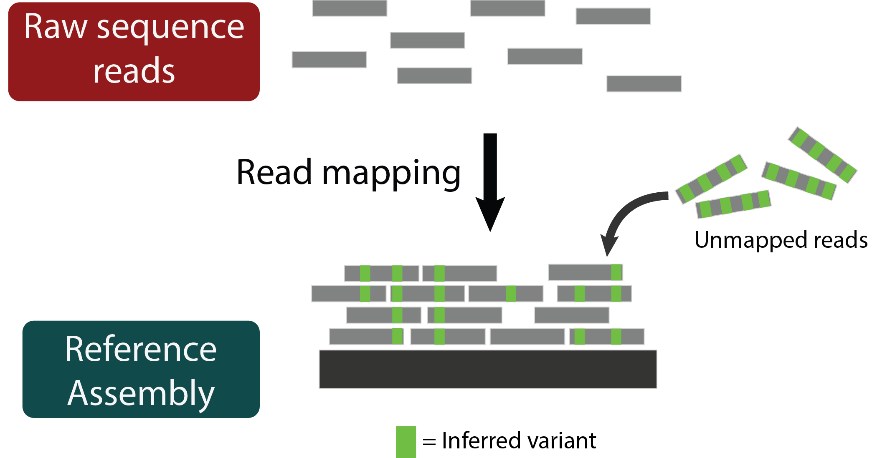 Raw sequence
reads
Read mapping
Unmapped reads
Reference
Assembly
= Inferred variant